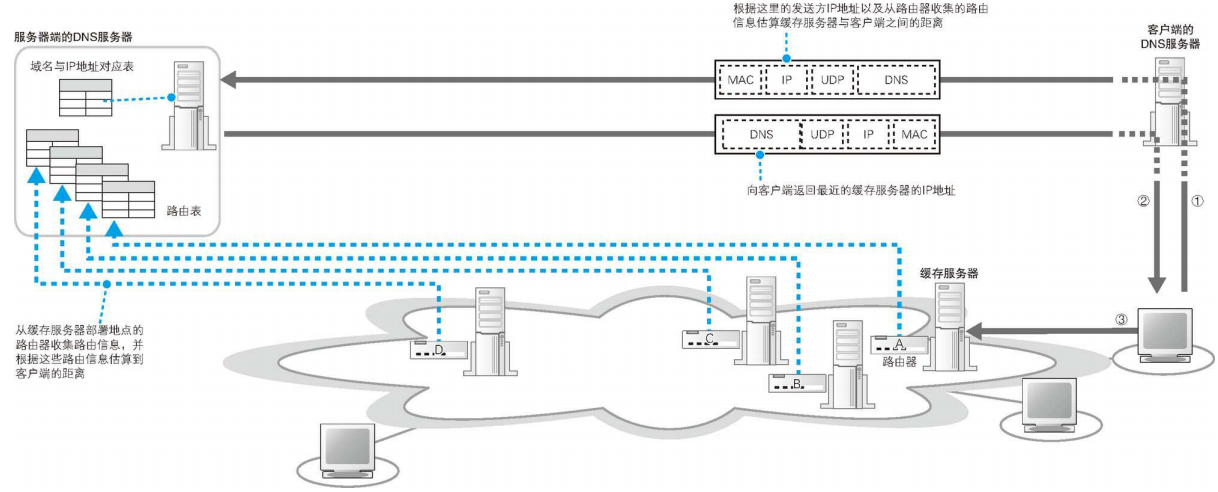 根据这里的发送方IP地址以及从路由器收集的路由
信息估算缓存服务器与客户端之间的距离
服务器端的DNS服务器
客户端的
DNS服务器
域名与IP地址对应表
MAC IP UDP DNS
DNS UDP IP MAC
向客户端返回最近的缓存服务器的IP地址
路由表
② ①
缓存服务器
从缓存服务器部署地点的
路由器收集路由信息，并
根据这些路由信息估算到
客户端的距离
③
D
C
A
路由器
B